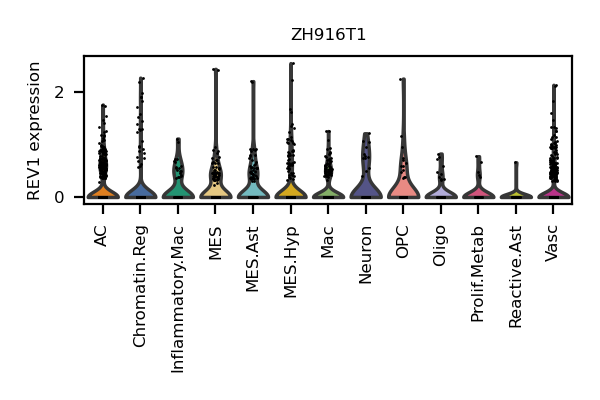 ZH916T1
REV1 expression
2
0
AC
Chromatin.Reg
Inflammatory.Mac
MES
MES.Ast
MES.Hyp
Mac
Neuron
OPC
Oligo
Prolif.Metab
Reactive.Ast
Vasc